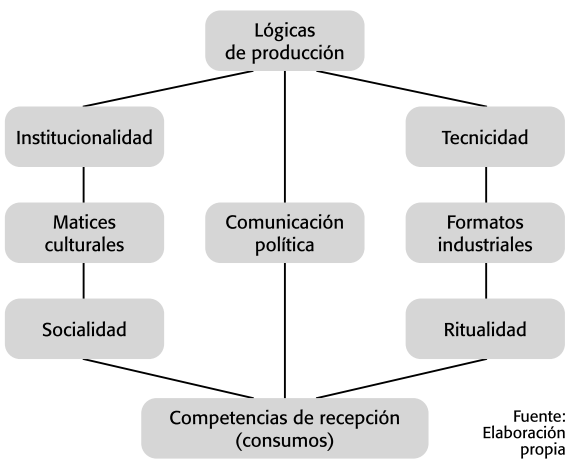 Lógicas
de producción
Institucionalidad
Tecnicidad
Matices
culturales
Comunicación
política
Formatos
industriales
Socialidad
Ritualidad
Competencias de recepción
(consumos)
Fuente:
Elaboración
propia